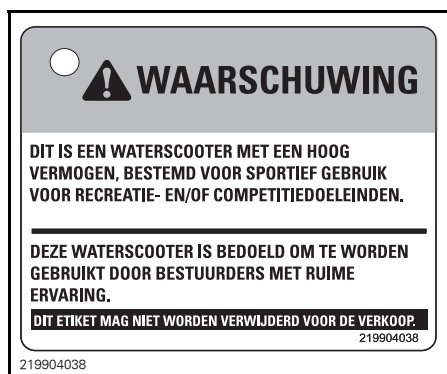 WAARSCHUWING
DIT IS EEN WATERSCOOTER MET EEN HOOG
VERMOGEN, BESTEMD VOOR SPORTIEF GEBRUIK
VOOR RECREATIE- EN/OF COMPETITIEDOELEINDEN.
DEZE WATERSCOOTER IS BEDOELD OM TE WORDEN
GEBRUIKT DOOR BESTUURDERS MET RUIME
ERVARING.
DIT ETIKET MAG NIET WORDEN VERWIJDERD VOOR DE VERKOOP.
219904038
219904038